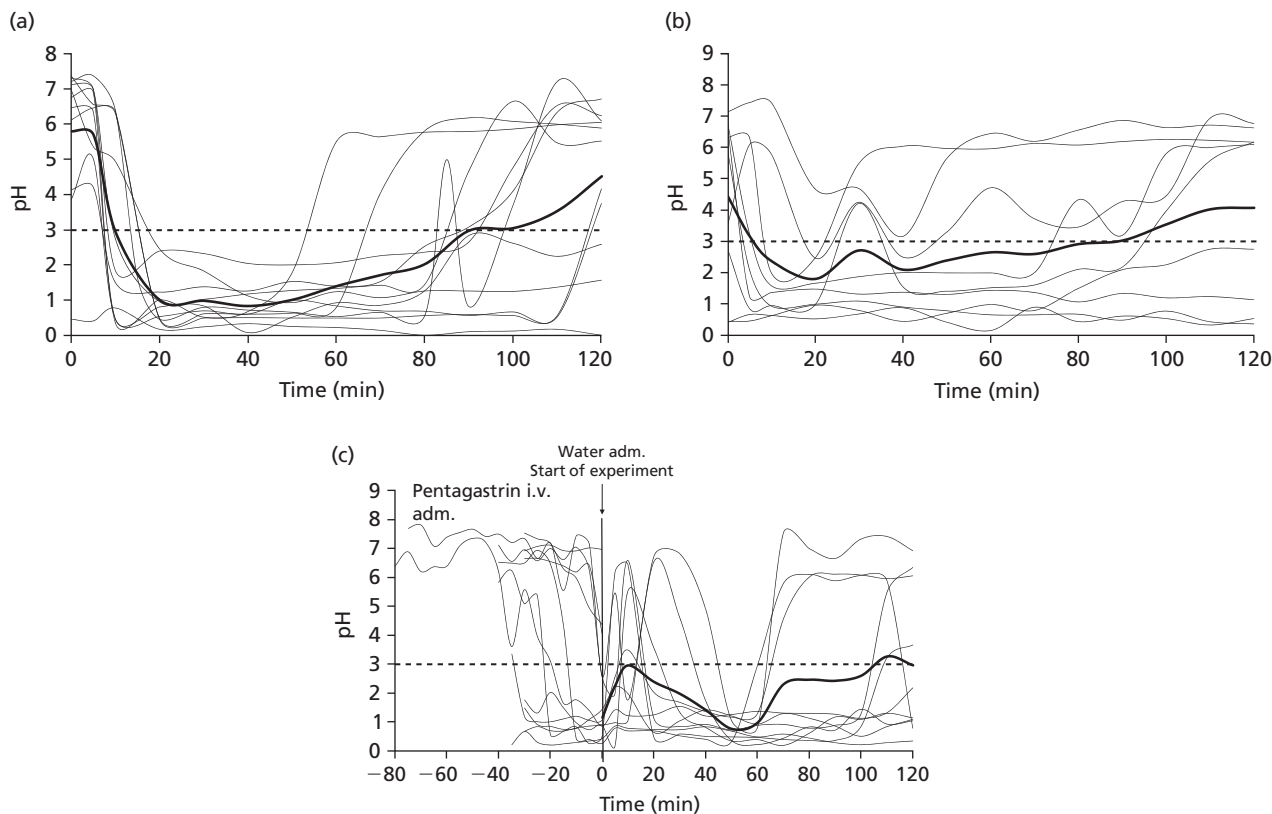 (a)
8
7
6
5
4
3
2
1
0
pH
0 20 40 60 80 100 120
Time (min)
(b)
9
8
7
6
5
4
3
2
1
0
pH
0 20 40 60 80 100 120
Time (min)
(c)
Water adm.
Start of experiment
Pentagastrin i.v.
adm.
9
8
7
6
5
4
3
2
1
0
pH
−80 −60 −40 −20 0 20 40 60 80 100 120
Time (min)